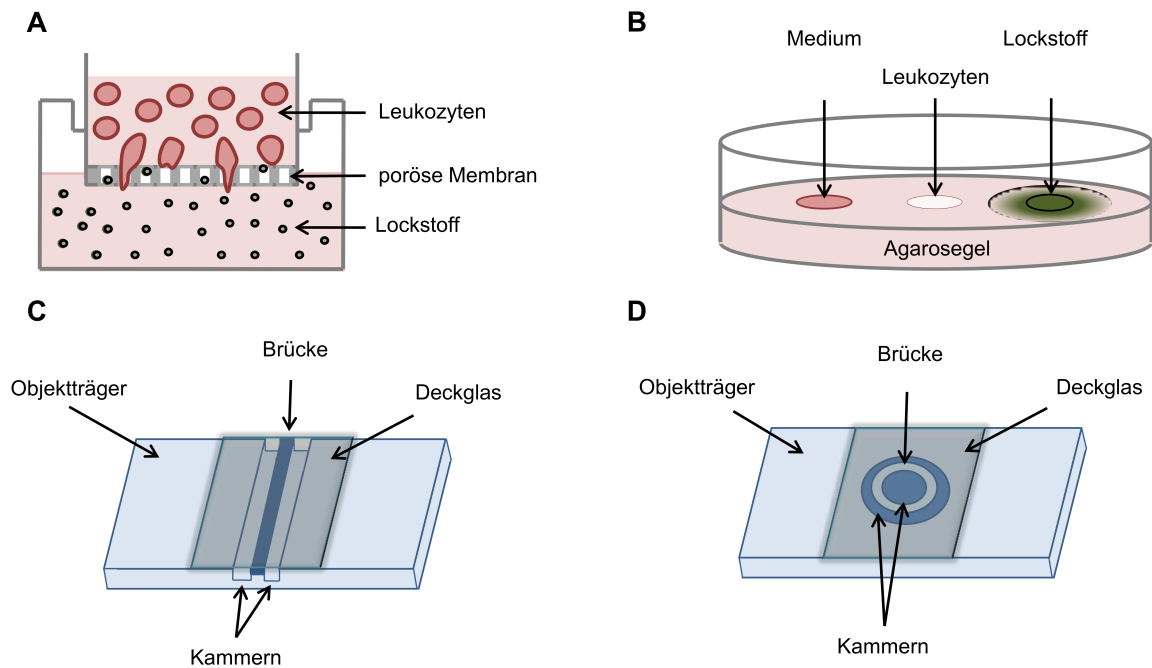 A
Leukozyten
poröse Membran
Lockstoff
B
Medium
Lockstoff
Leukozyten
Agarosegel
C
Brücke
Objektträger
Deckglas
Kammern
D
Brücke
Objektträger
Deckglas
Kammern